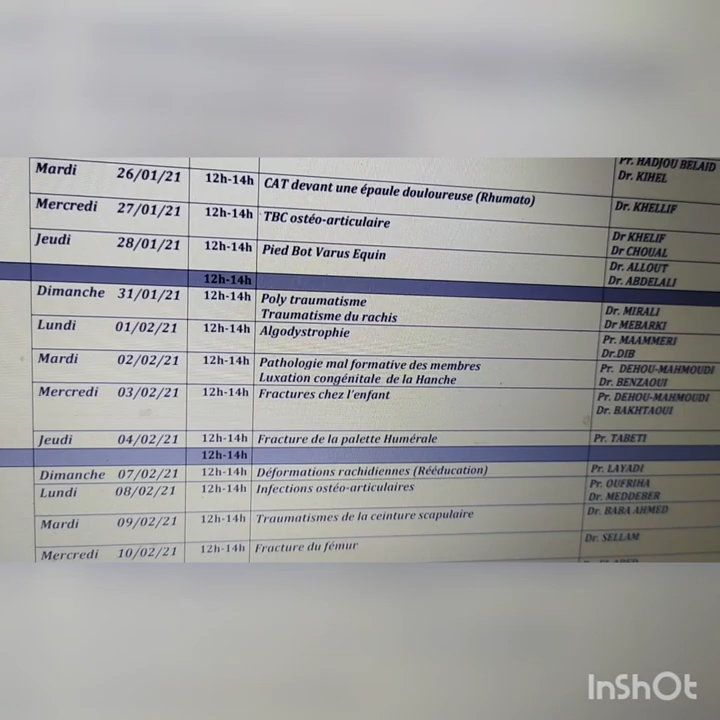 Pr. HADJOU BELAID
Mardi 26/01/21 12h-14h CAT devant une épaule douloureuse (Rhumato) Dr. KIHEL
Mercredi 27/01/21 12h-14h TBC ostéo-articulaire Dr. KHELLIF
Jeudi 28/01/21 12h-14h Pied Bot Varus Equin Dr KHELIF
Dr CHOUAL
Dr. ALLOUT
12h-14h Dr. ABDELALI
Dimanche 31/01/21 12h-14h Poly traumatisme Dr. MIRALI
Traumatisme du rachis Dr MEBARKI
Lundi 01/02/21 12h-14h Algodystrophie Pr. MAAMMERI
Dr.DIB
Mardi 02/02/21 12h-14h Pathologie mal formative des membres Pr. DEHOU-MAHMOUDI
Luxation congénitale de la Hanche Dr. BENZAOUI
Mercredi 03/02/21 12h-14h Fractures chez l'enfant Pr. DEHOU-MAHMOUDI
Dr. BAKHTAOUI
Jeudi 04/02/21 12h-14h Fracture de la palette Humérale Pr. TABETI
12h-14h
Dimanche 07/02/21 12h-14h Déformations rachidiennes (Rééducation) Pr. LAYADI
Lundi 08/02/21 12h-14h Infections ostéo-articulaires Pr. OUFRIHA
Dr. MEDDEBER
Mardi 09/02/21 12h-14h Traumatismes de la ceinture scapulaire Dr. BABA AHMED
Mercredi 10/02/21 12h-14h Fracture du fémur Dr. SELLAM
InShOt